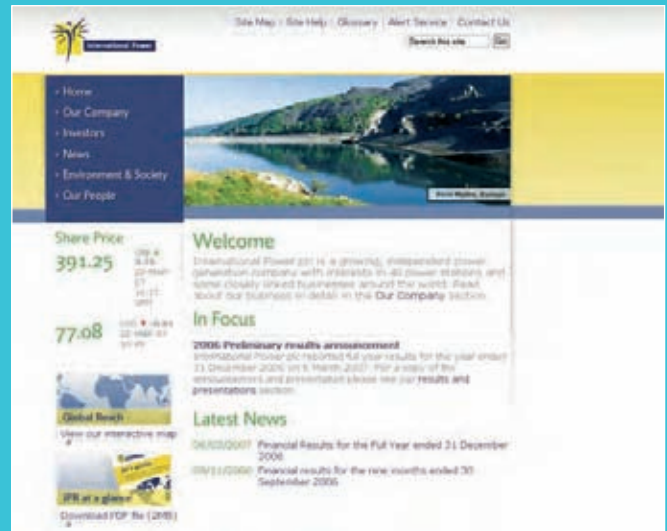 Site Map | Site Help | Glossary | Alert Service | Contact Us
International Power
Search this site Go
Home
Our Company
Investors
News
Environment & Society
Our People
Share Price
391.25
77.08
Welcome
International Power plc is a growing, independent power
generation company with interests in 40 power stations and
some closely linked businesses around the world. Read
about our business in detail in the Our Company section.
In Focus
2006 Preliminary results announcement
International Power plc reported full year results for the year ended
31 December 2006 on 6 March 2007. For a copy of the
announcement and presentation please see our results and
presentations section.
Global Reach
View our interactive map
Latest News
06/03/2007 Financial Results for the Full Year ended 31 December
2006
Financial results for the nine months ended 30
September 2006
IPR at a glance
Download PDF file (2MB)